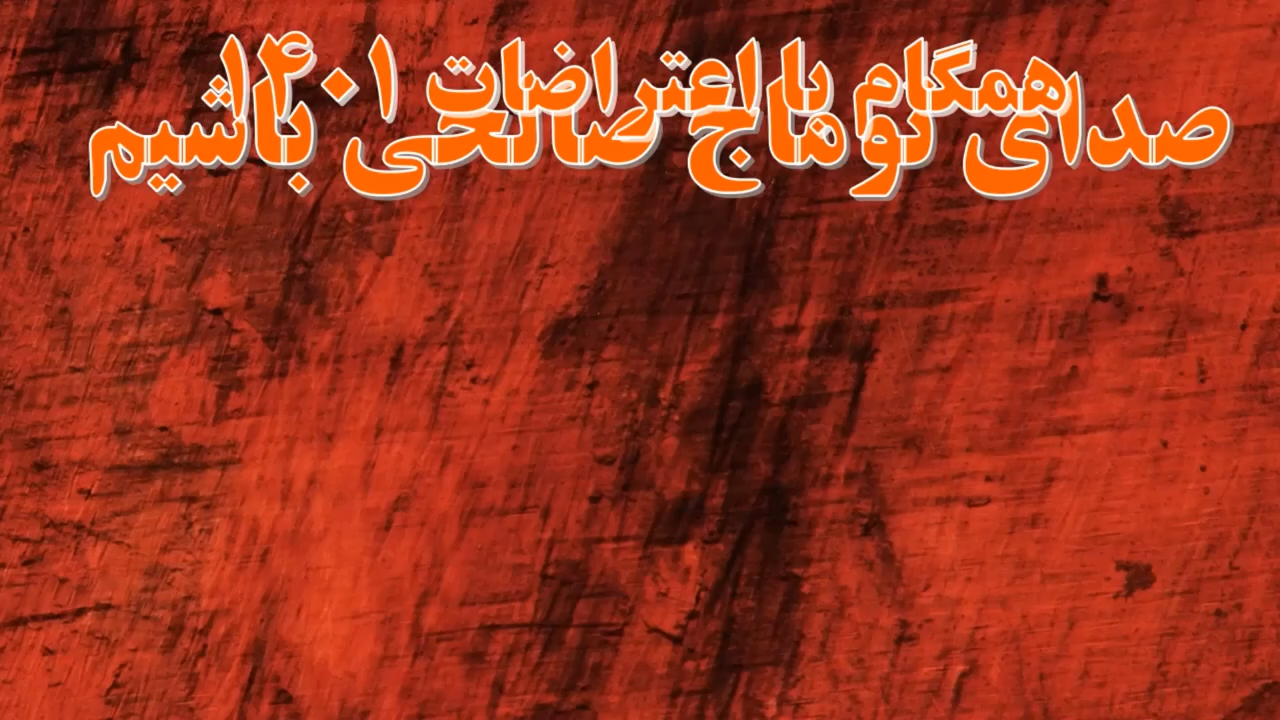 همگام با اعتراضات ۱۴۰۱
صدای توماج صالحی باشیم